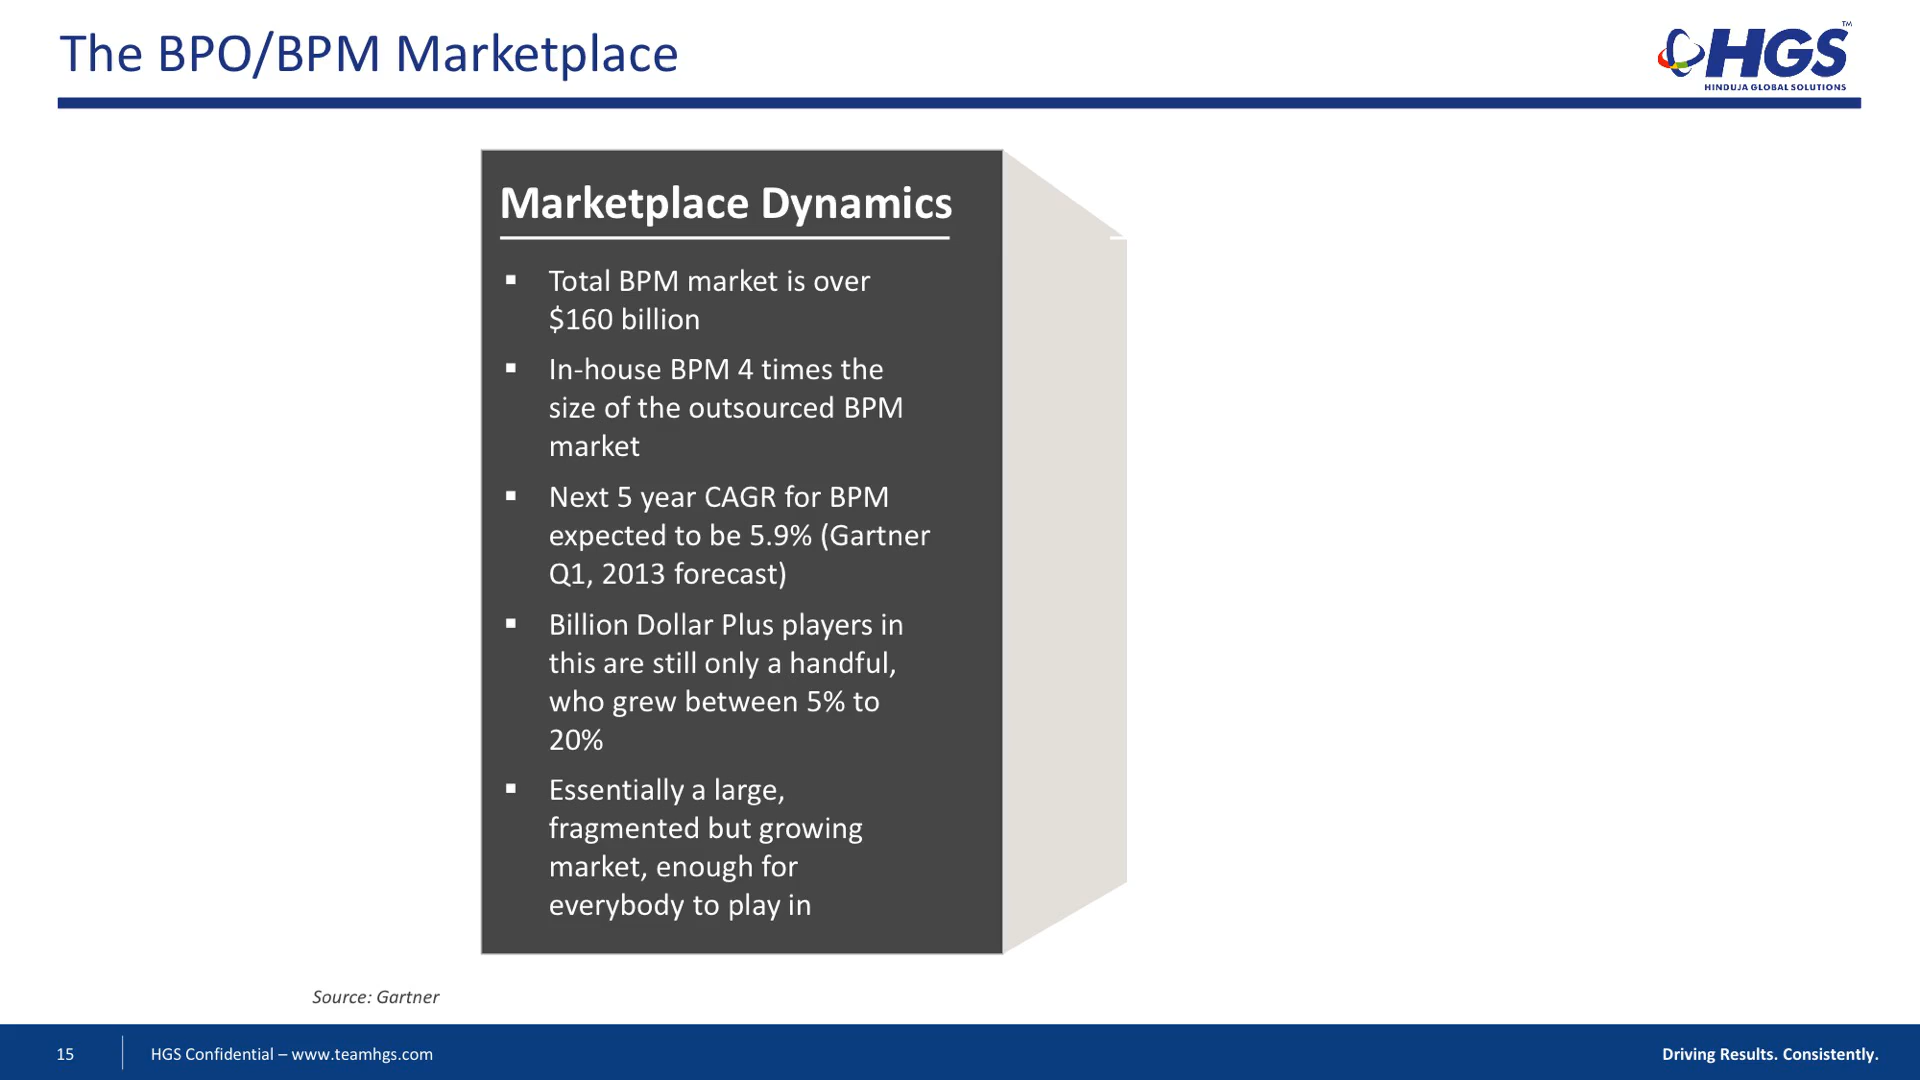 The BPO/BPM Marketplace
HGS
TM
HINDUJA GLOBAL SOLUTIONS
Marketplace Dynamics
▪ Total BPM market is over
$160 billion
▪ In-house BPM 4 times the
size of the outsourced BPM
market
▪ Next 5 year CAGR for BPM
expected to be 5.9% (Gartner
Q1, 2013 forecast)
▪ Billion Dollar Plus players in
this are still only a handful,
who grew between 5% to
20%
▪ Essentially a large,
fragmented but growing
market, enough for
everybody to play in
Source: Gartner
15
HGS Confidential – www.teamhgs.com
Driving Results. Consistently.